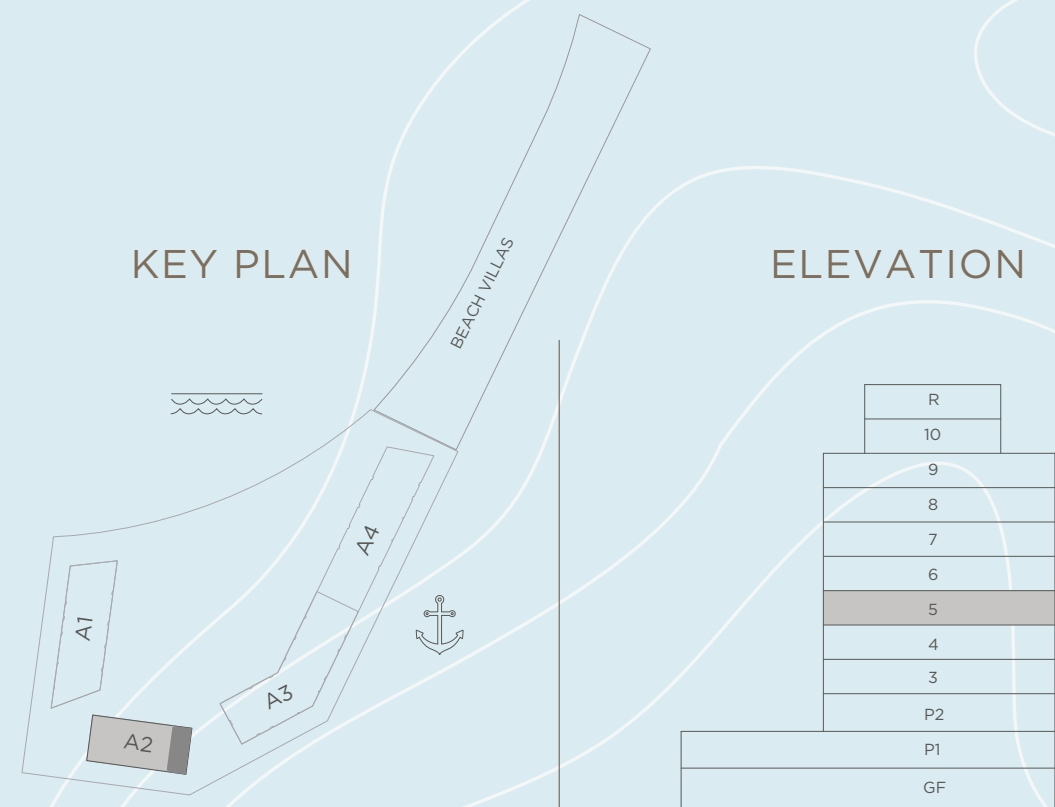 KEY PLAN
BEACH VILLAS
A4
A1
A3
A2
ELEVATION
R
10
9
8
7
6
5
4
3
P2
P1
GF